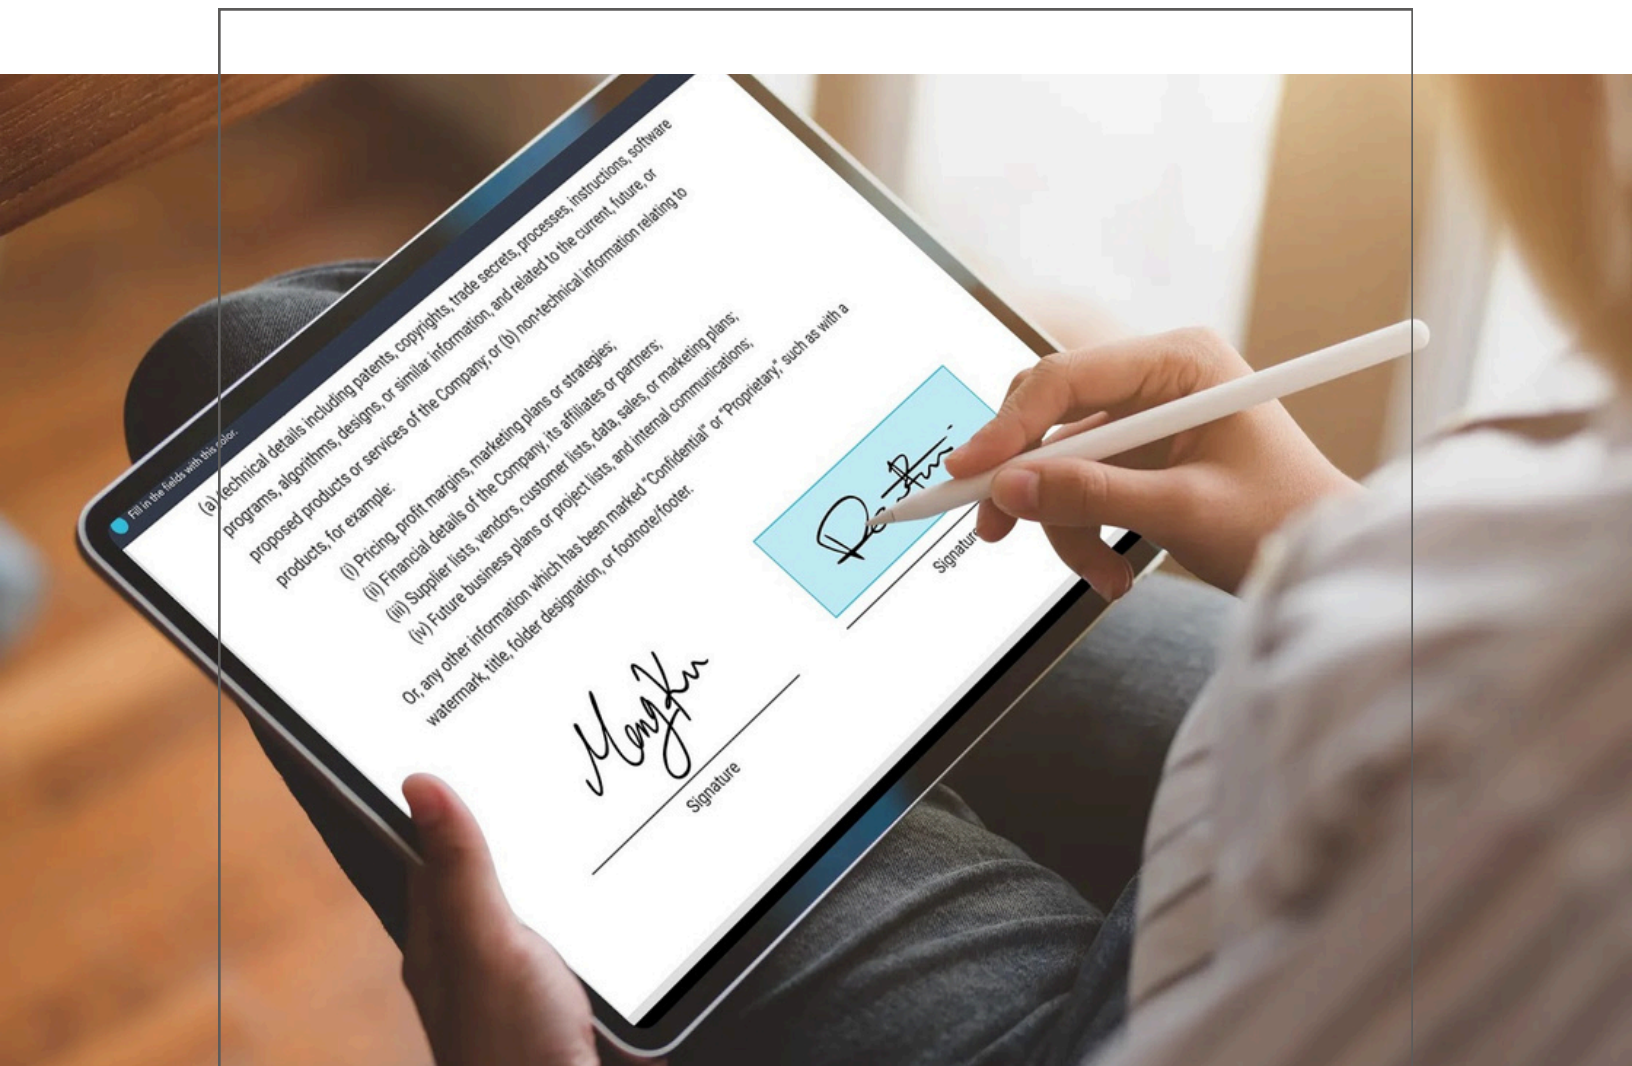 Fill in the fields with this color.
(a) technical details including patents, copyrights, trade secrets, processes, instructions, software
programs, algorithms, designs, or similar information, and related to the current, future, or
proposed products or services of the Company; or (b) non-technical information relating to
products, for example:
(i) Pricing, profit margins, marketing plans or strategies;
(ii) Financial details of the Company, its affiliates or partners;
(iii) Supplier lists, vendors, customer lists, data, sales, or marketing plans;
(iv) Future business plans or project lists, and internal communications;
Or, any other information which has been marked “Confidential” or “Proprietary,” such as with a
watermark, title, folder designation, or footnote/footer.
MengKu
Signature
Signature